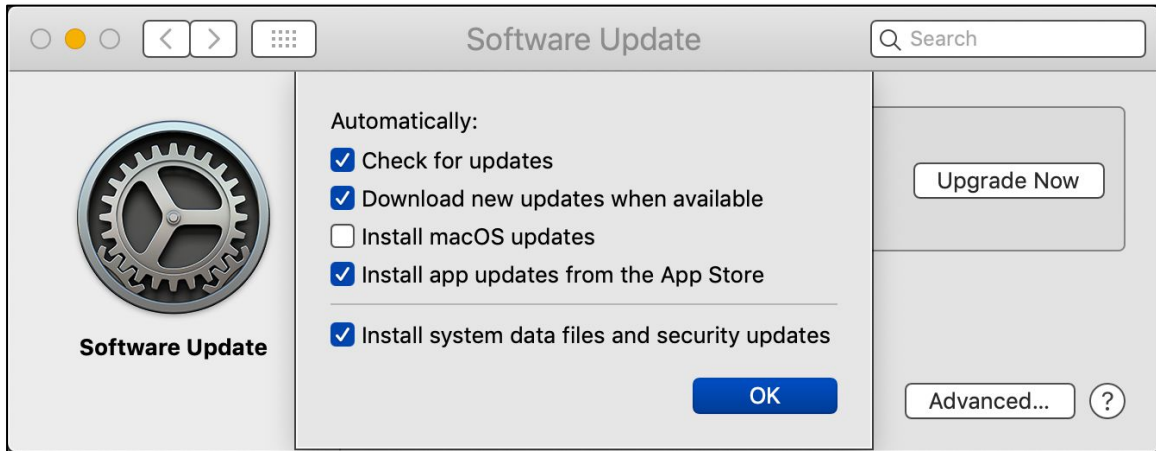 Software Update
Search
Automatically:
Check for updates
Download new updates when available
Install macOS updates
Install app updates from the App Store
Install system data files and security updates
OK
Software Update
Upgrade Now
Advanced...
?